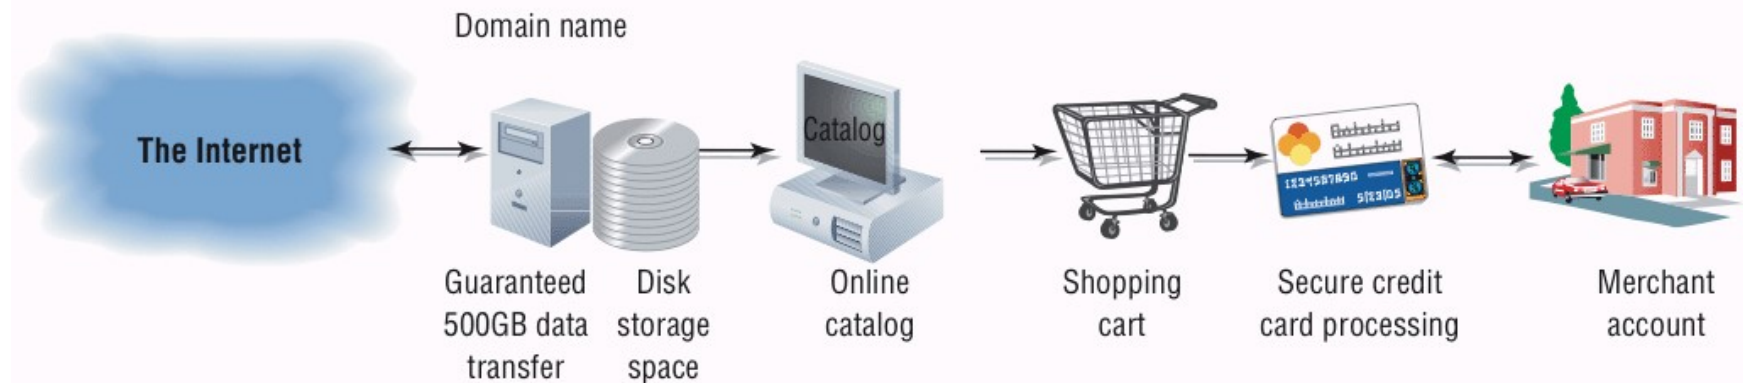 Domain name
The Internet
Catalog
Guaranteed
500GB data
transfer
Disk
storage
space
Online
catalog
Shopping
cart
Secure credit
card processing
Merchant
account